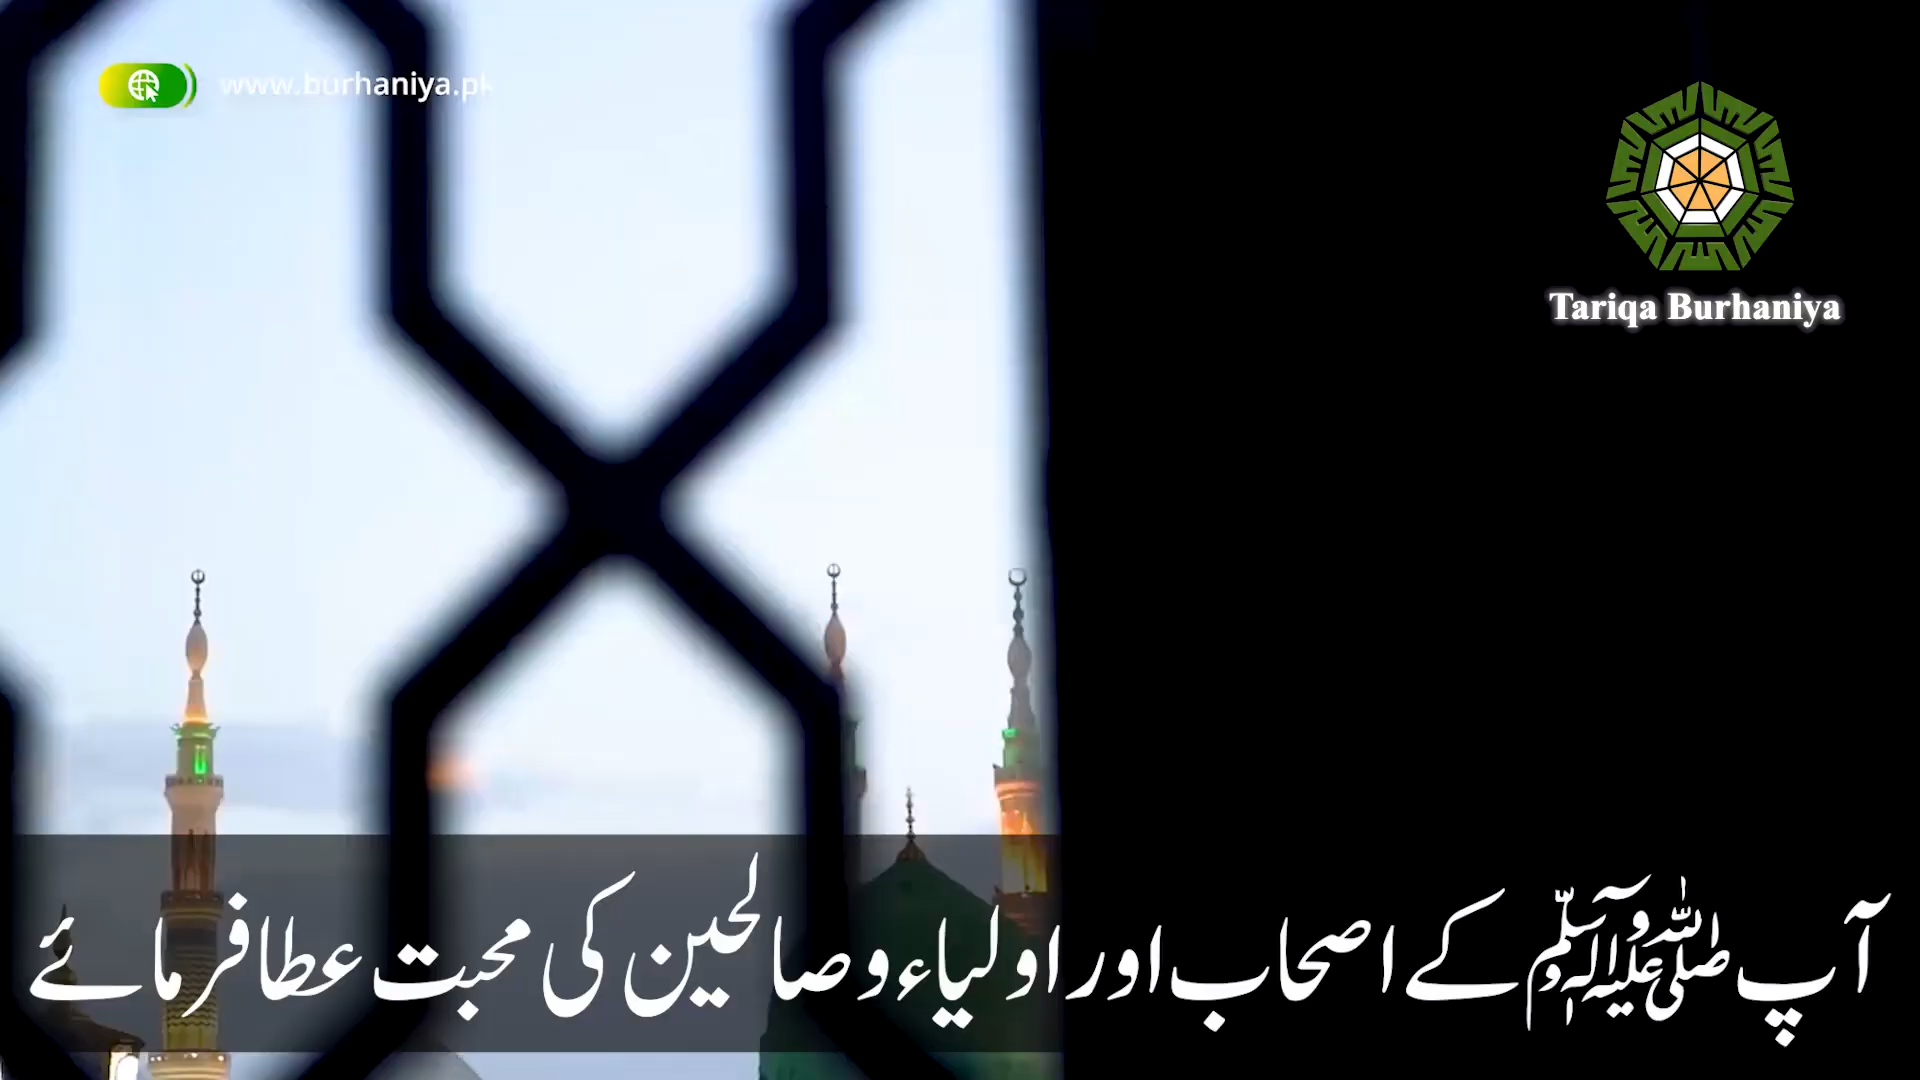 www.burhaniya.pk
Tariqa Burhaniya
آپ صلی اللہ علیہ وآلہ وسلم کے اصحاب اور اولیاء و صالحین کی محبت عطا فرمائے